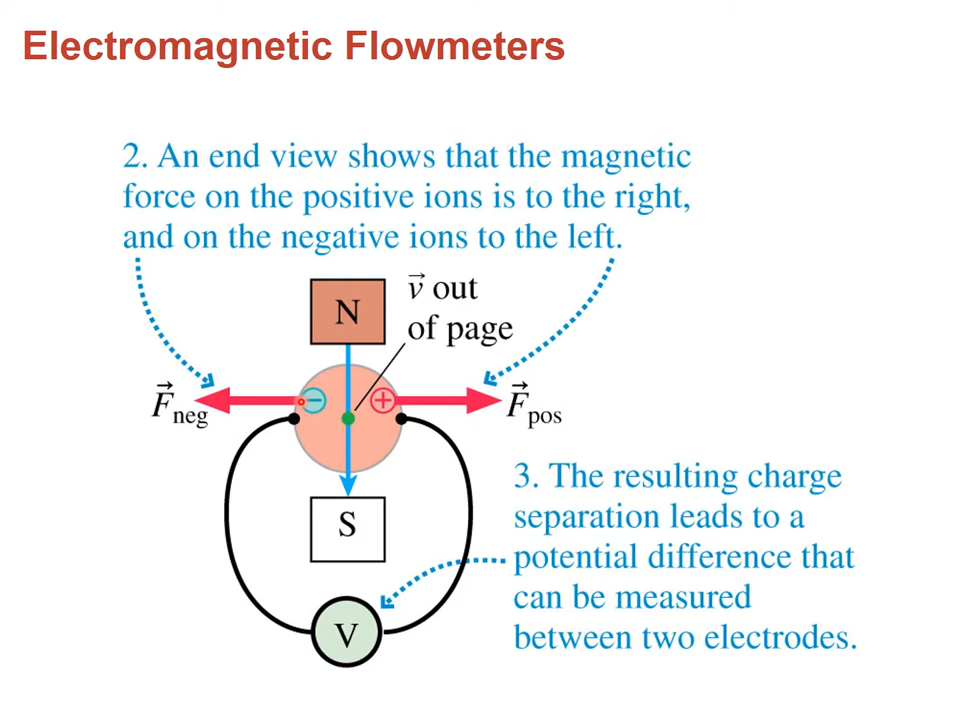 Electromagnetic Flowmeters
2. An end view shows that the magnetic
force on the positive ions is to the right,
and on the negative ions to the left.
N
v⃗ out
of page
−
+
F⃗neg
F⃗pos
S
3. The resulting charge
separation leads to a
potential difference that
can be measured
between two electrodes.
V